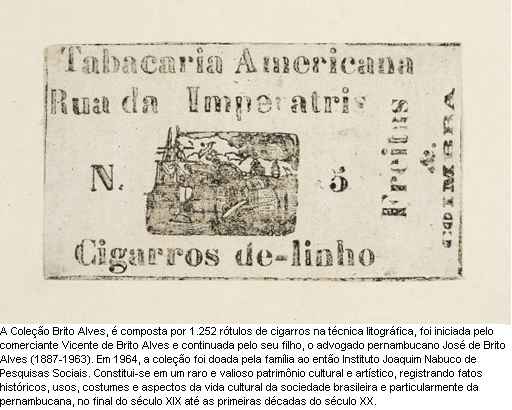 Tabacaria Americana
Rua da Imperatris
N. 5
Cigarros de-linho
Freitas
&
COIMBRA
A Coleção Brito Alves, é composta por 1.252 rótulos de cigarros na técnica litográfica, foi iniciada pelo
comerciante Vicente de Brito Alves e continuada pelo seu filho, o advogado pernambucano José de Brito
Alves (1887-1963). Em 1964, a coleção foi doada pela família ao então Instituto Joaquim Nabuco de
Pesquisas Sociais. Constitui-se em um raro e valioso patrimônio cultural e artístico, registrando fatos
históricos, usos, costumes e aspectos da vida cultural da sociedade brasileira e particularmente da
pernambucana, no final do século XIX até as primeiras décadas do século XX.